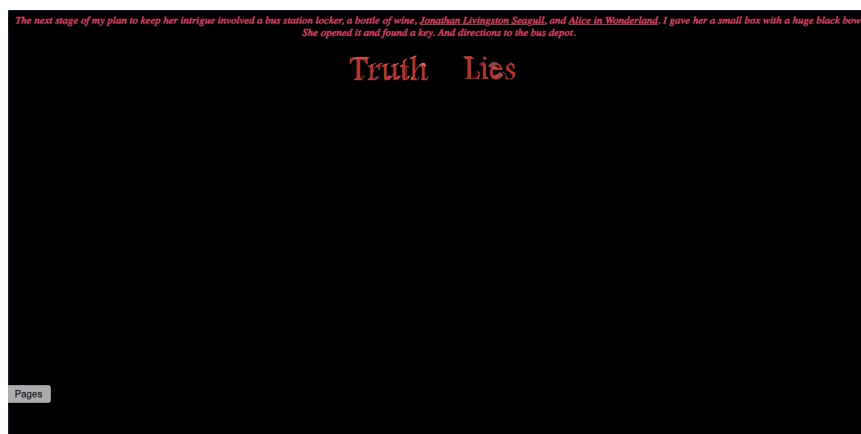 The next stage of my plan to keep her intrigue involved a bus station locker, a bottle of wine, Jonathan Livingston Seagull, and Alice in Wonderland. I gave her a small box with a huge black bow.
She opened it and found a key. And directions to the bus depot.
Truth Lies
Pages